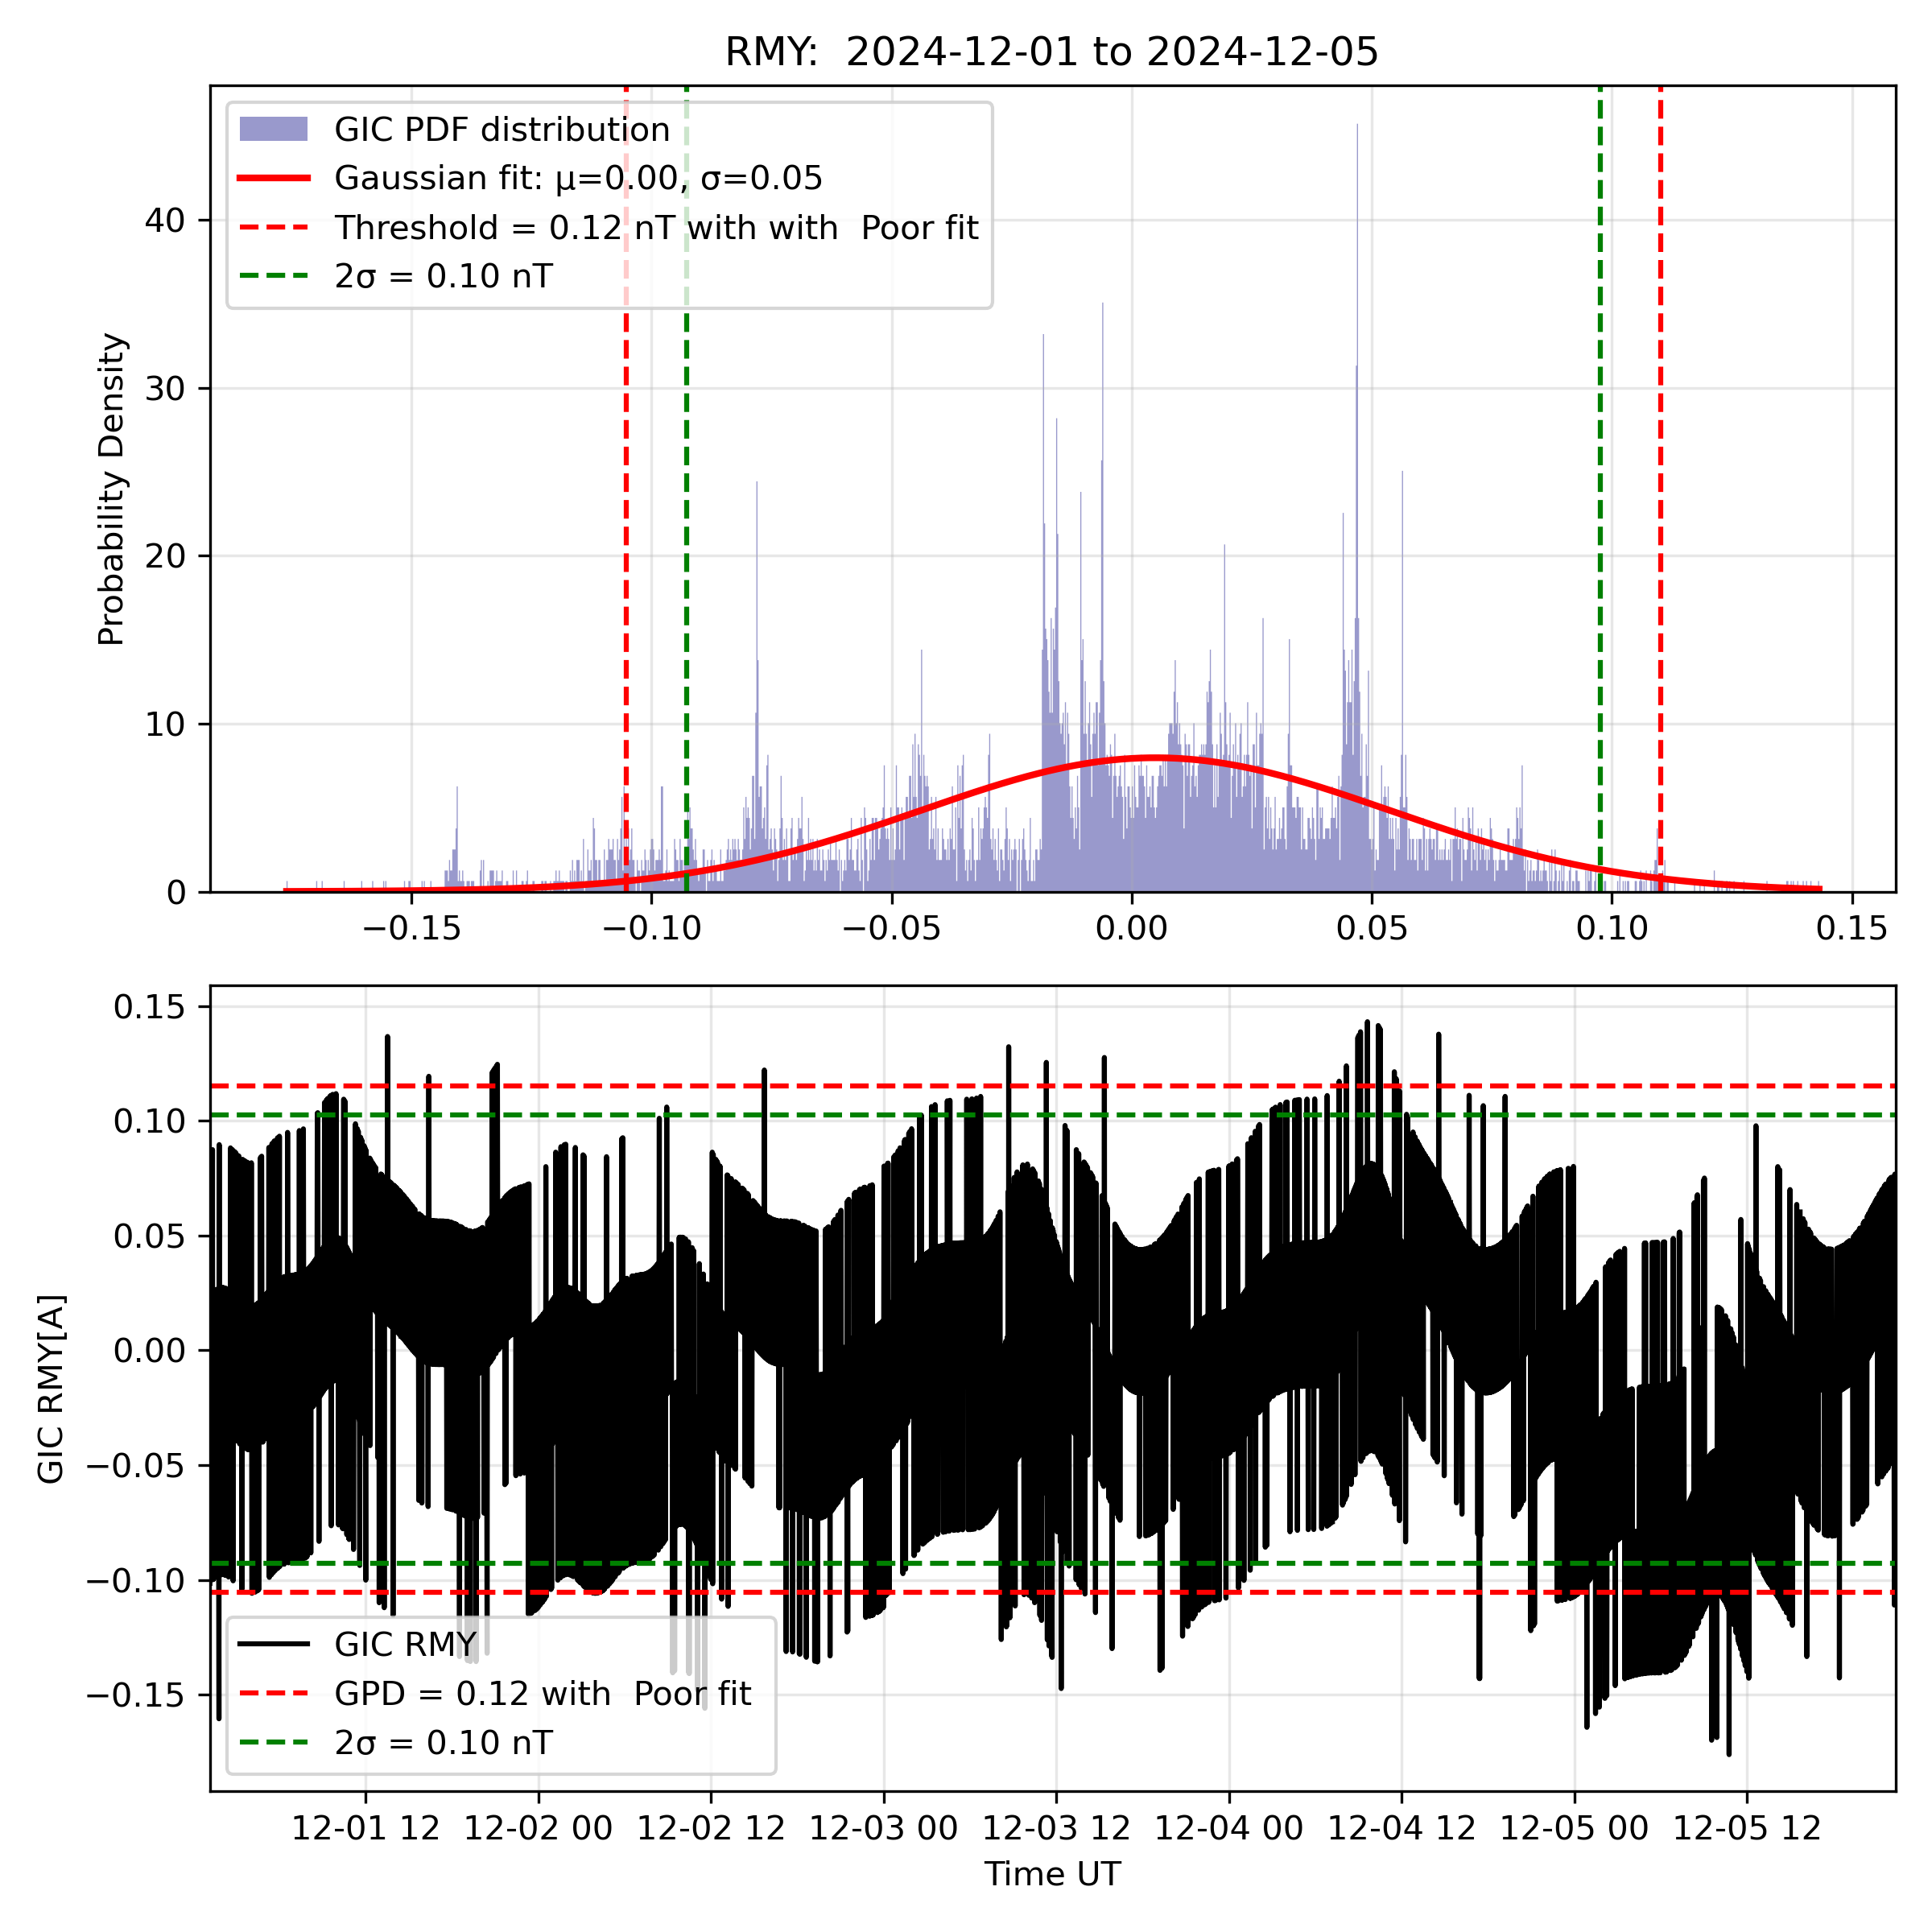 RMY:  2024-12-01 to 2024-12-05
GIC PDF distribution
Gaussian fit: μ=0.00, σ=0.05
Threshold = 0.12 nT with with  Poor fit
2σ = 0.10 nT
Probability Density
40
30
20
10
0
−0.15 −0.10 −0.05 0.00 0.05 0.10 0.15
0.15
0.10
0.05
0.00
−0.05
−0.10
−0.15
GIC RMY[A]
GIC RMY
GPD = 0.12 with  Poor fit
2σ = 0.10 nT
12-01 12 12-02 00 12-02 12 12-03 00 12-03 12 12-04 00 12-04 12 12-05 00 12-05 12
Time UT